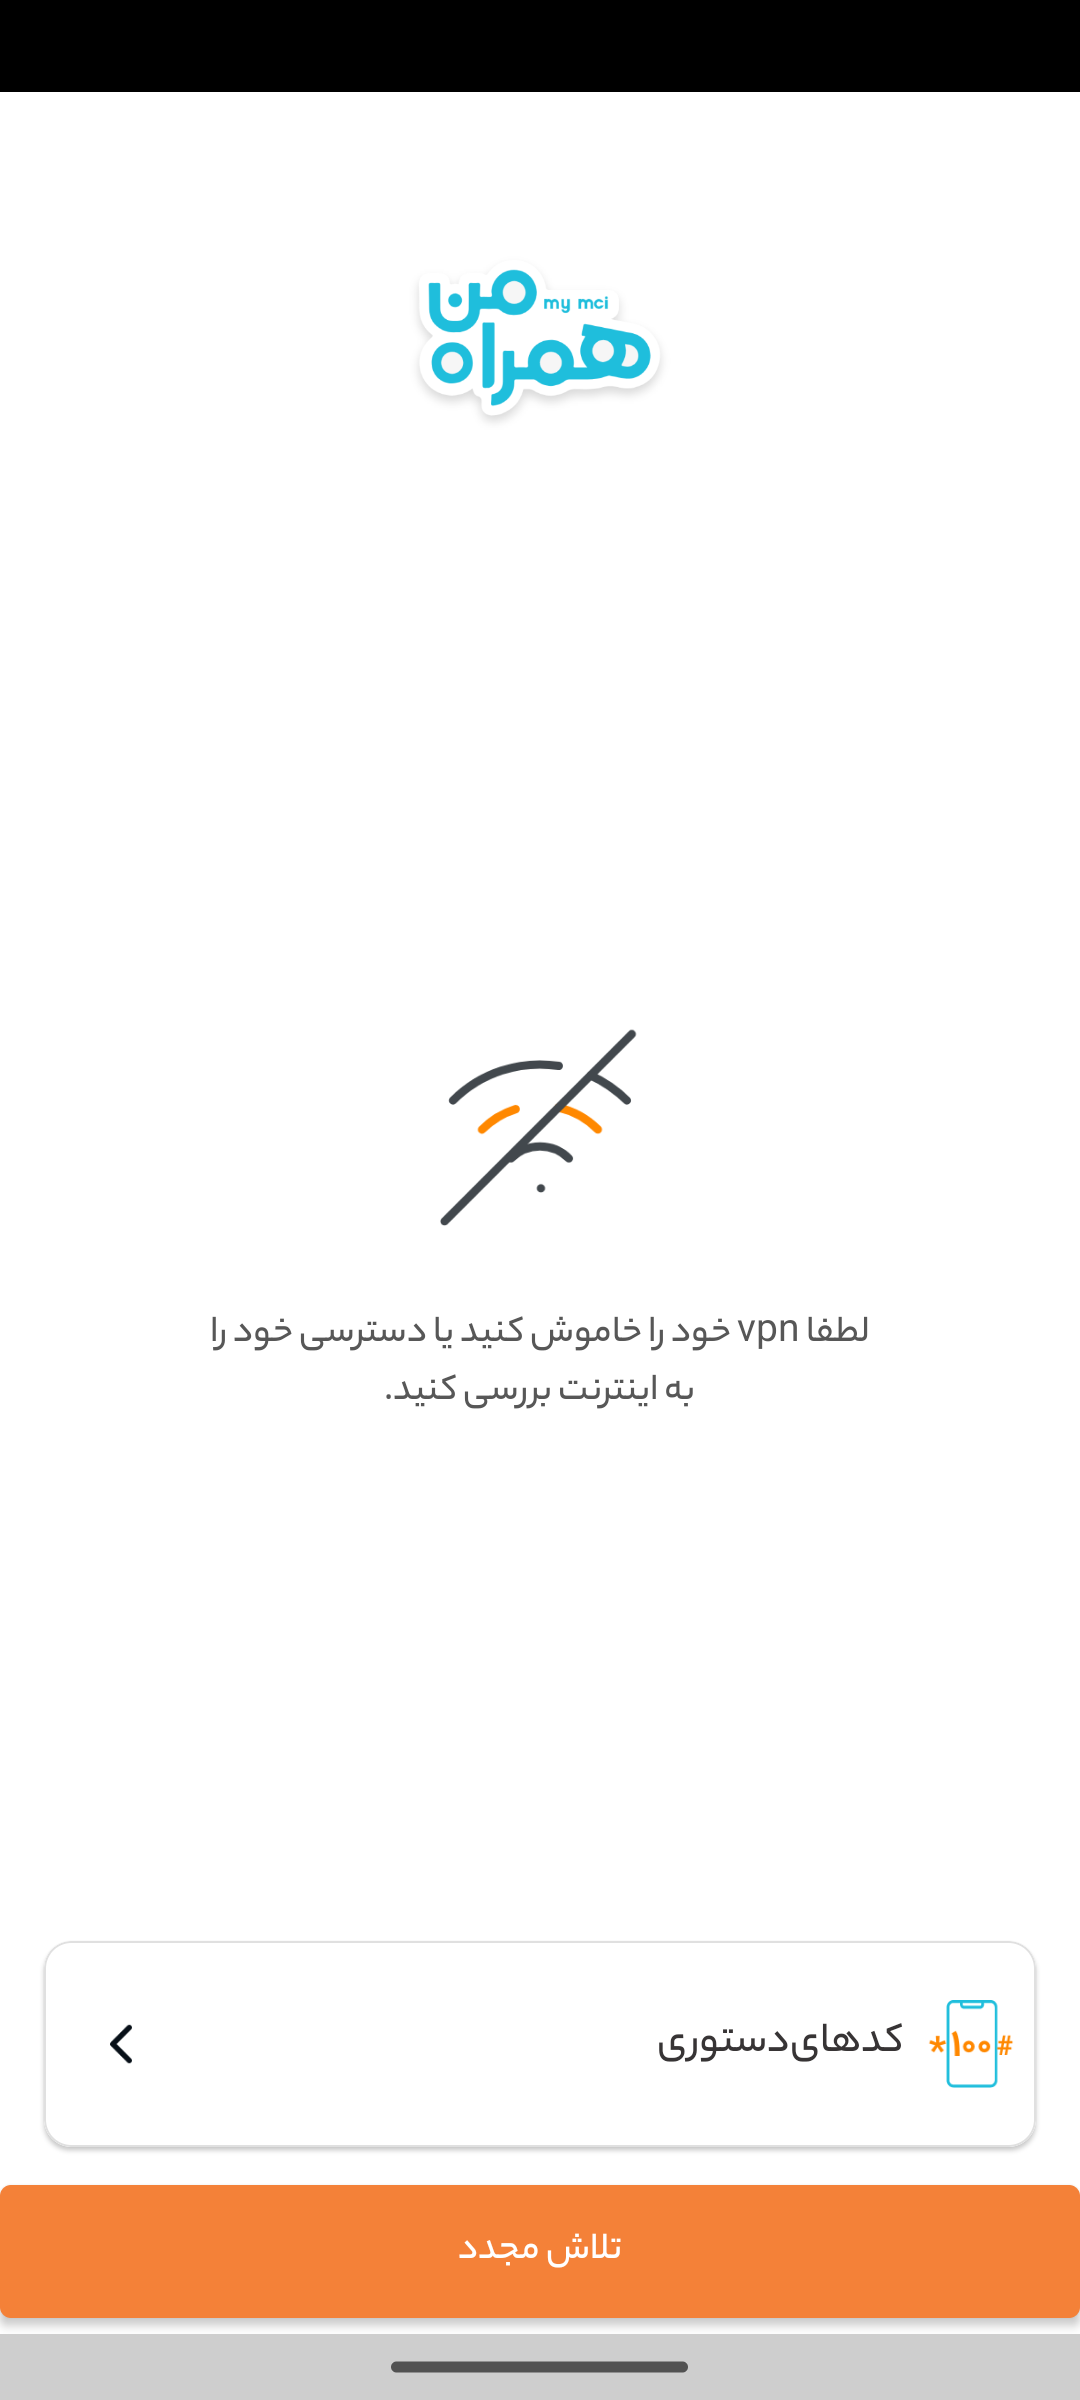 my mci
همراه من
لطفا vpn خود را خاموش کنید یا دسترسی خود را
به اینترنت بررسی کنید.
*۱۰۰#
کدهای‌دستوری
تلاش مجدد